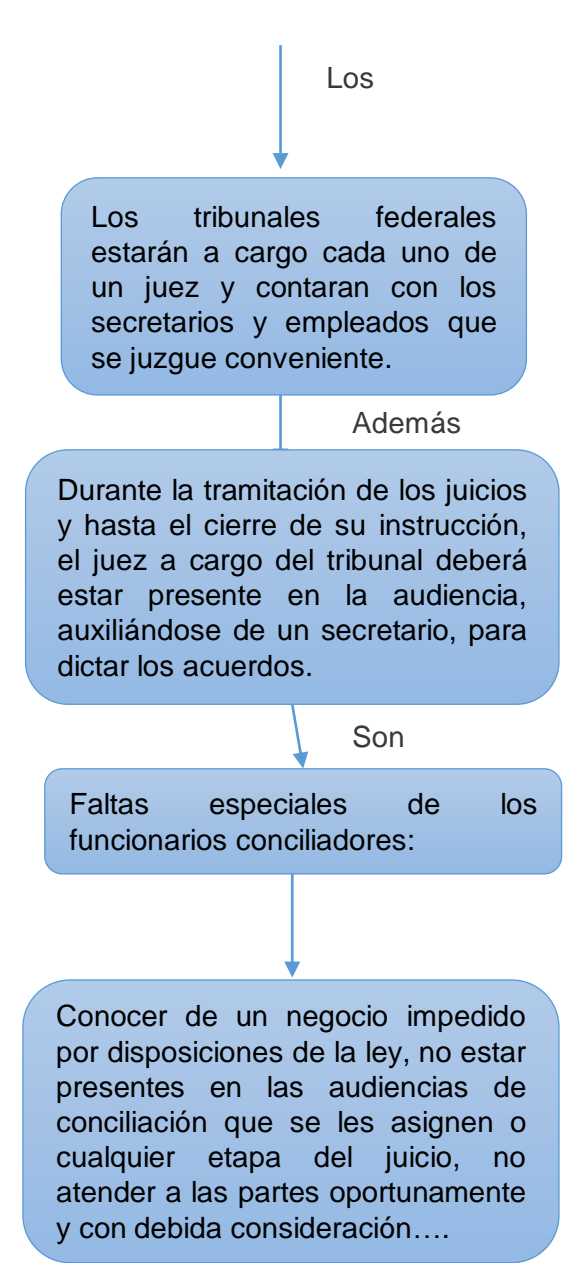 Los
Los tribunales federales
estarán a cargo cada uno de
un juez y contaran con los
secretarios y empleados que
se juzgue conveniente.
Además
Durante la tramitación de los juicios
y hasta el cierre de su instrucción,
el juez a cargo del tribunal deberá
estar presente en la audiencia,
auxiliándose de un secretario, para
dictar los acuerdos.
Son
Faltas especiales de los
funcionarios conciliadores:
Conocer de un negocio impedido
por disposiciones de la ley, no estar
presentes en las audiencias de
conciliación que se les asignen o
cualquier etapa del juicio, no
atender a las partes oportunamente
y con debida consideración….